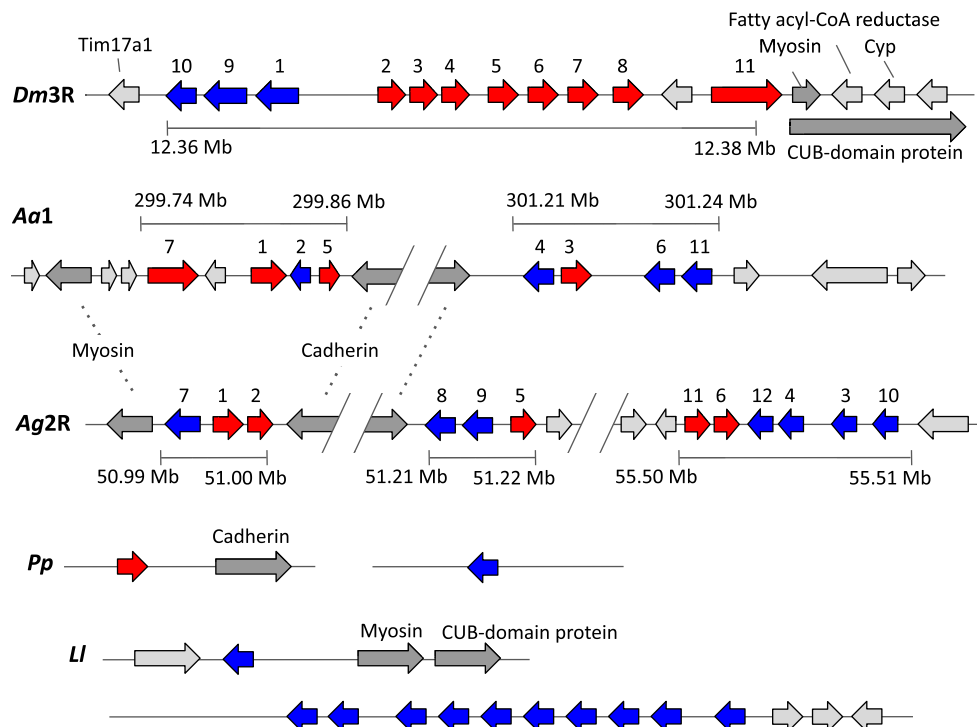 Fatty acyl-CoA reductase
Tim17a1 Myosin Cyp
10 9 1 2 3 4 5 6 7 8 11
Dm3R
12.36 Mb 12.38 Mb CUB-domain protein
299.74 Mb 299.86 Mb 301.21 Mb 301.24 Mb
Aa1
7 1 2 5 4 3 6 11
Myosin Cadherin
7 1 2 8 9 5 11 6 12 4 3 10
Ag2R
50.99 Mb 51.00 Mb 51.21 Mb 51.22 Mb 55.50 Mb 55.51 Mb
Cadherin
Pp
Myosin CUB-domain protein
Ll